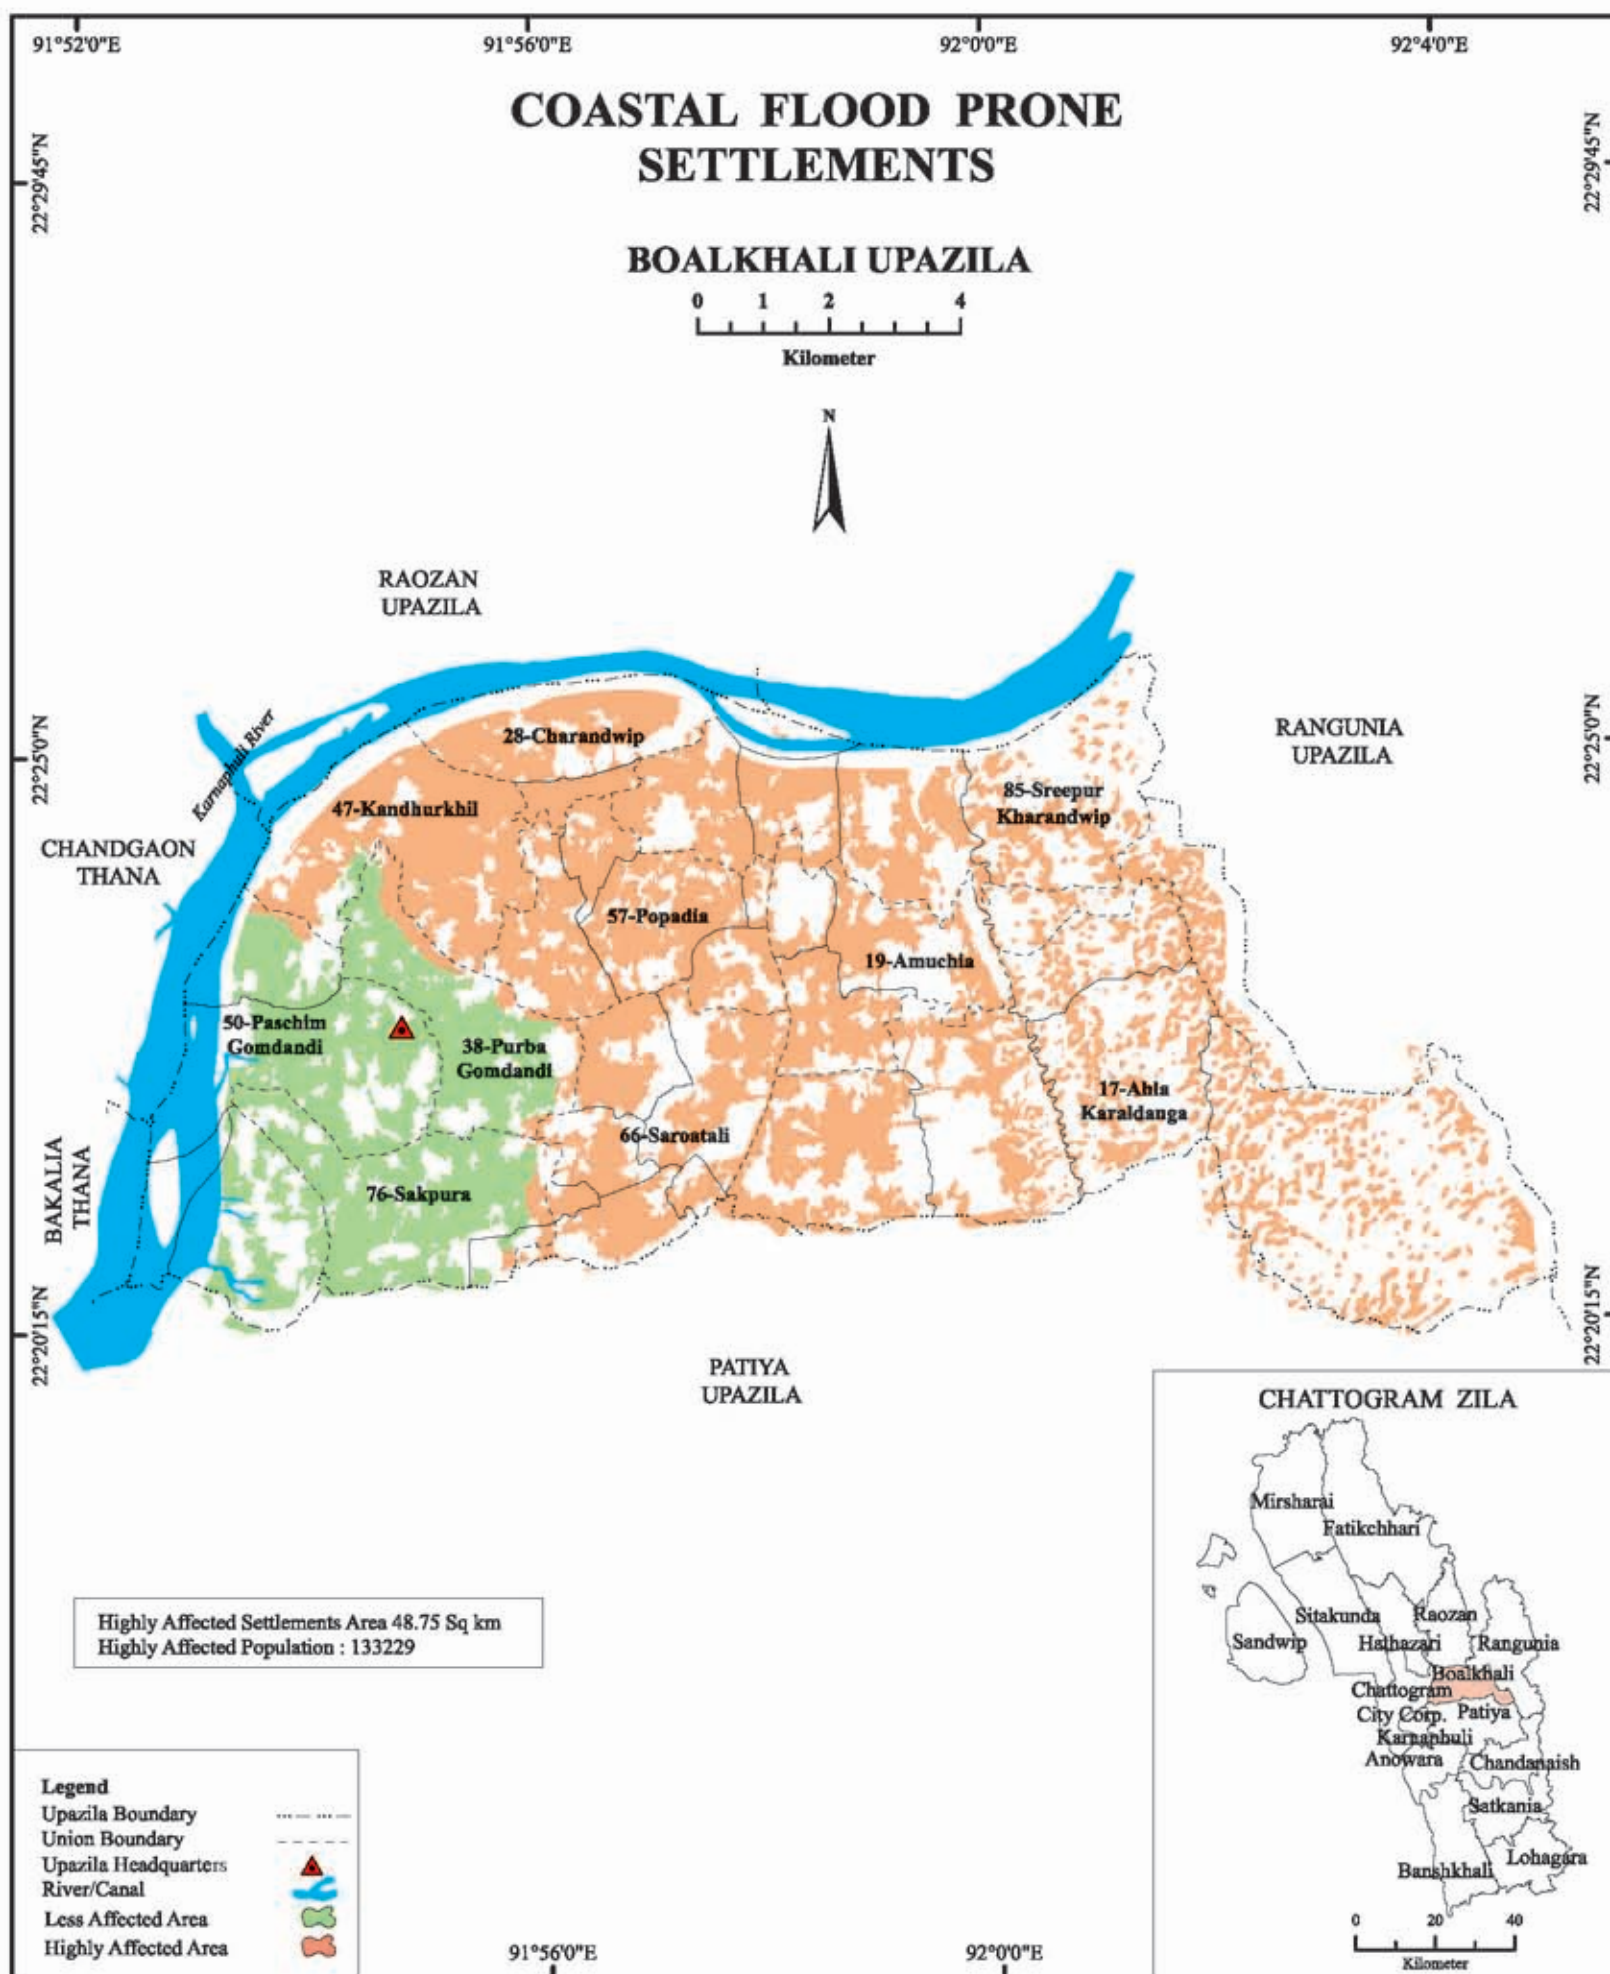 91°52'0"E
91°56'0"E
92°0'0"E
92°4'0"E
COASTAL FLOOD PRONE
SETTLEMENTS
22°29'45"N
22°29'45"N
BOALKHALI UPAZILA
0 1 2 4
Kilometer
N
RAOZAN
UPAZILA
RANGUNIA
UPAZILA
22°25'0"N
22°25'0"N
Karnaphuli River
28-Charandwip
47-Kandhurkhil
85-Sreepur
Kharandwip
CHANDGAON
THANA
57-Popadia
19-Amuchia
50-Paschim
Gomdandi
38-Purba
Gomdandi
17-Ahla
Karaldanga
66-Saroatali
BAKALIA
THANA
76-Sakpura
22°20'15"N
22°20'15"N
PATIYA
UPAZILA
CHATTOGRAM ZILA
Mirsharai
Fatikchhari
Sitakunda
Raozan
Sandwip
Hathazari
Rangunia
Boalkhali
Chattogram
City Corp.
Patiya
Karnaphuli
Anowara
Chandanaish
Satkania
Lohagara
Banshkhali
0 20 40
Kilometer
Highly Affected Settlements Area 48.75 Sq km
Highly Affected Population : 133229
Legend
Upazila Boundary
Union Boundary
Upazila Headquarters
River/Canal
Less Affected Area
Highly Affected Area
91°56'0"E
92°0'0"E